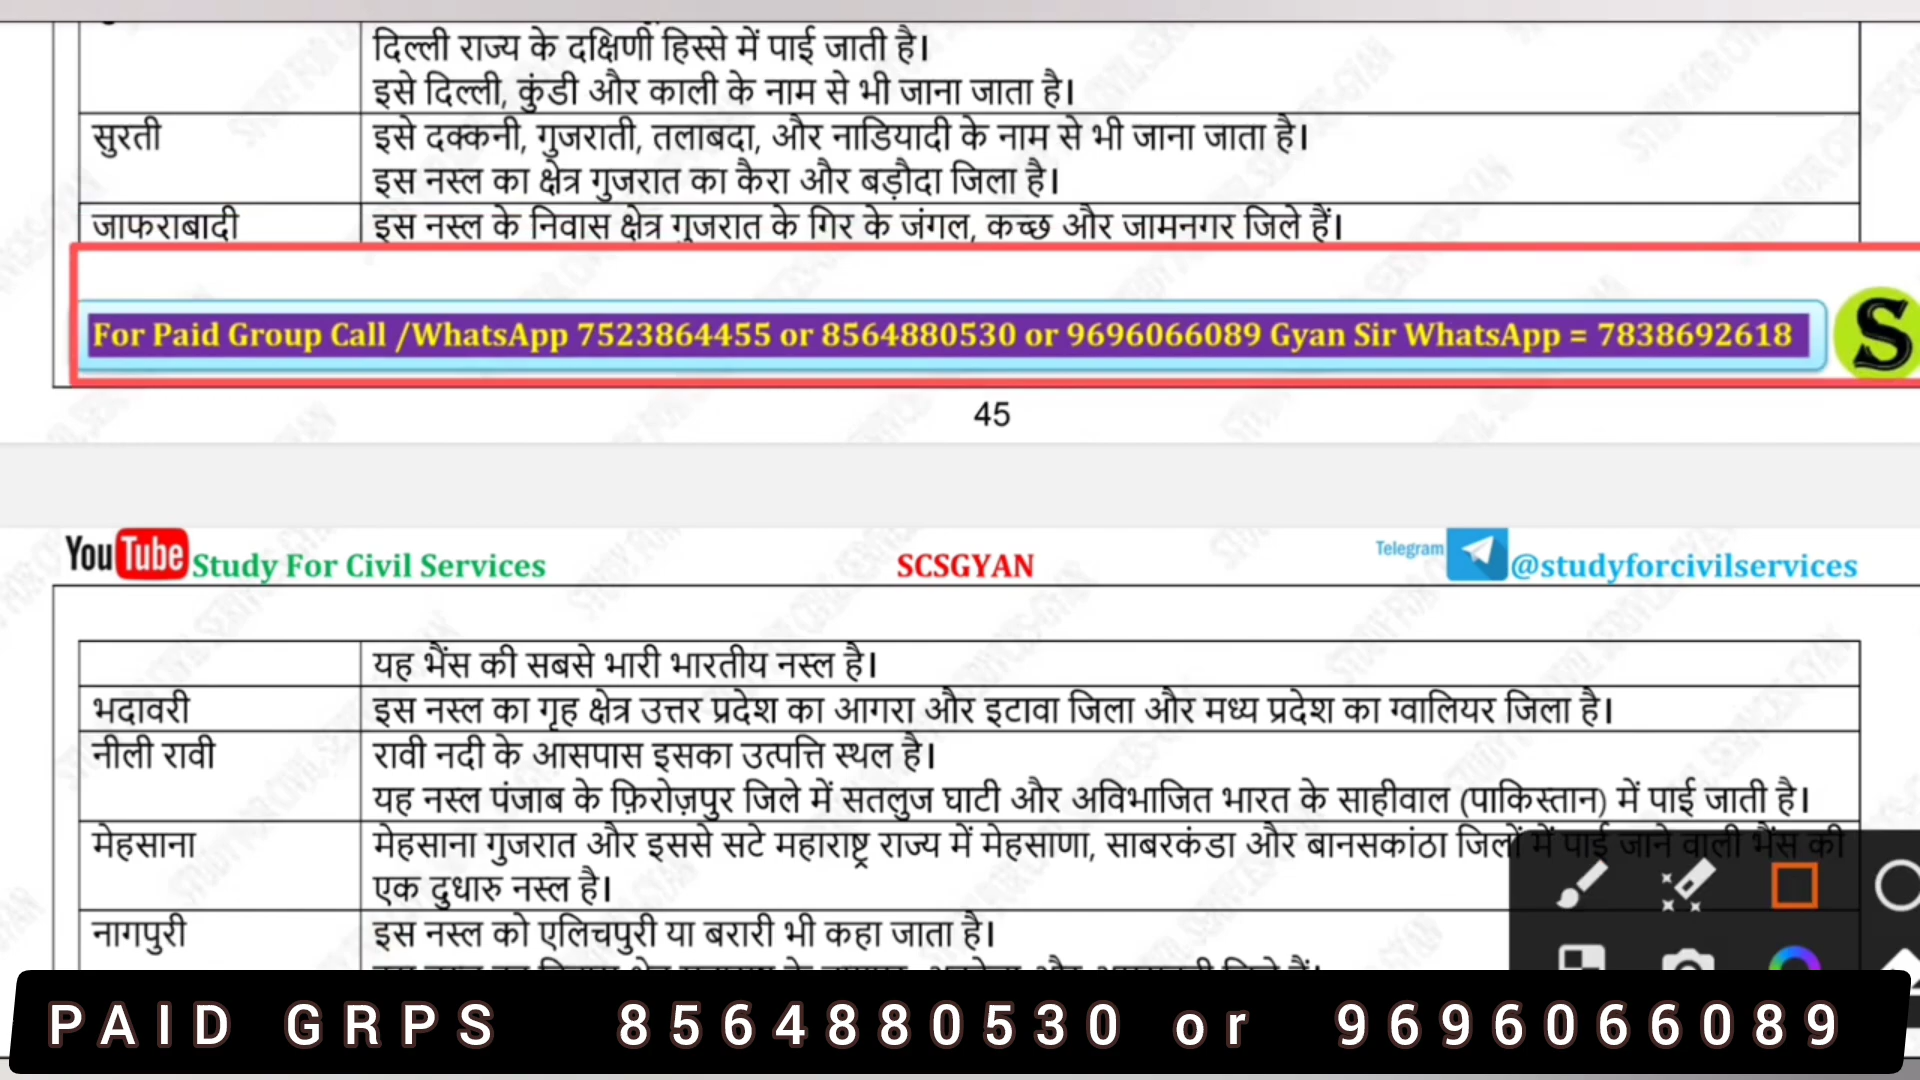 दिल्ली राज्य के दक्षिणी हिस्से में पाई जाती है।
इसे दिल्ली, कुंडी और काली के नाम से भी जाना जाता है।
सुरती इसे दक्कनी, गुजराती, तलाबदा, और नाडियादी के नाम से भी जाना जाता है।
इस नस्ल का क्षेत्र गुजरात का कैरा और बड़ौदा जिला है।
जाफराबादी इस नस्ल के निवास क्षेत्र गुजरात के गिर के जंगल, कच्छ और जामनगर जिले हैं।
For Paid Group Call /WhatsApp 7523864455 or 8564880530 or 9696066089 Gyan Sir WhatsApp = 7838692618
S
45
YouTube Study For Civil Services SCSGYAN Telegram @studyforcivilservices
यह भैंस की सबसे भारी भारतीय नस्ल है।
भदावरी इस नस्ल का गृह क्षेत्र उत्तर प्रदेश का आगरा और इटावा जिला और मध्य प्रदेश का ग्वालियर जिला है।
नीली रावी रावी नदी के आसपास इसका उत्पत्ति स्थल है।
यह नस्ल पंजाब के फ़िरोज़पुर जिले में सतलुज घाटी और अविभाजित भारत के साहीवाल (पाकिस्तान) में पाई जाती है।
मेहसाना मेहसाना गुजरात और इससे सटे महाराष्ट्र राज्य में मेहसाणा, साबरकंडा और बानसकांठा जिलों में पाई जाने वाली भैंस की
एक दुधारु नस्ल है।
नागपुरी इस नस्ल को एलिचपुरी या बरारी भी कहा जाता है।
PAID GRPS 8564880530 or 9696066089